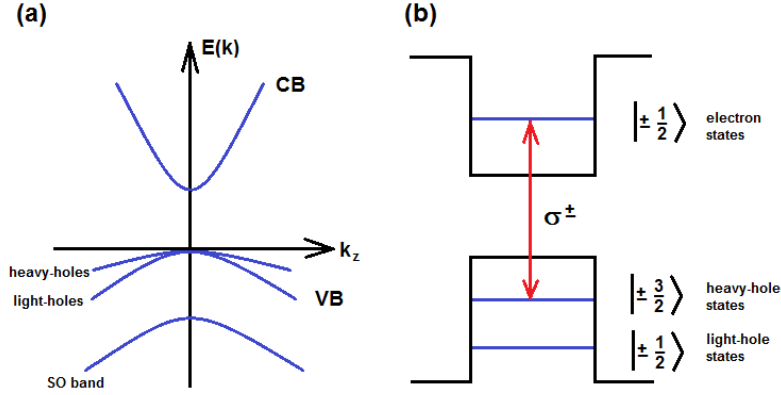 (a)
E(k)
CB
k_z
heavy-holes
light-holes
VB
SO band
(b)
|± 1/2⟩ electron
states
σ±
|± 3/2⟩ heavy-hole
states
|± 1/2⟩ light-hole
states